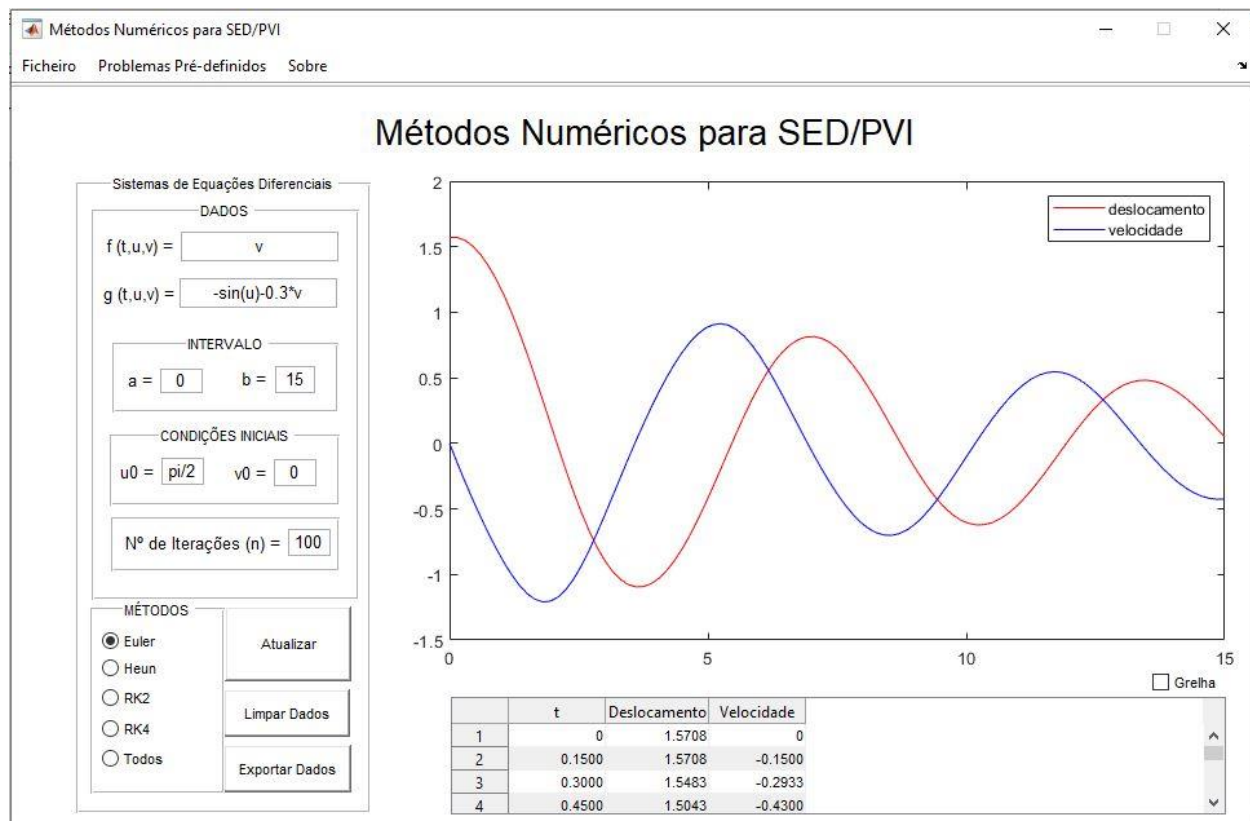 Métodos Numéricos para SED/PVI
Ficheiro Problemas Pré-definidos Sobre
Métodos Numéricos para SED/PVI
Sistemas de Equações Diferenciais
DADOS
f (t,u,v) = v
g (t,u,v) = -sin(u)-0.3*v
INTERVALO
a = 0 b = 15
CONDIÇÕES INICIAIS
u0 = pi/2 v0 = 0
Nº de Iterações (n) = 100
MÉTODOS
Euler
Heun
RK2
RK4
Todos
Atualizar
Limpar Dados
Exportar Dados
2
1.5
1
0.5
0
-0.5
-1
-1.5
0 5 10 15
deslocamento
velocidade
Grelha
t Deslocamento Velocidade
1 0 1.5708 0
2 0.1500 1.5708 -0.1500
3 0.3000 1.5483 -0.2933
4 0.4500 1.5043 -0.4300